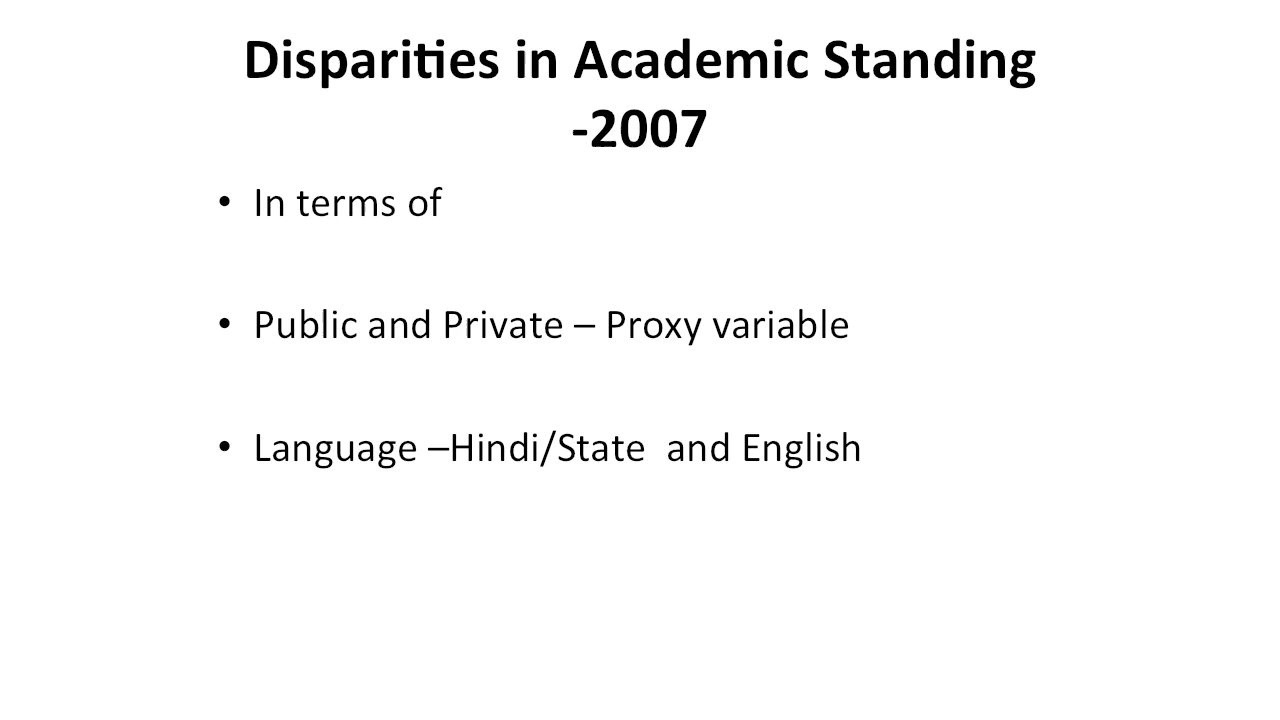 Disparities in Academic Standing
-2007
• In terms of
• Public and Private – Proxy variable
• Language –Hindi/State  and English